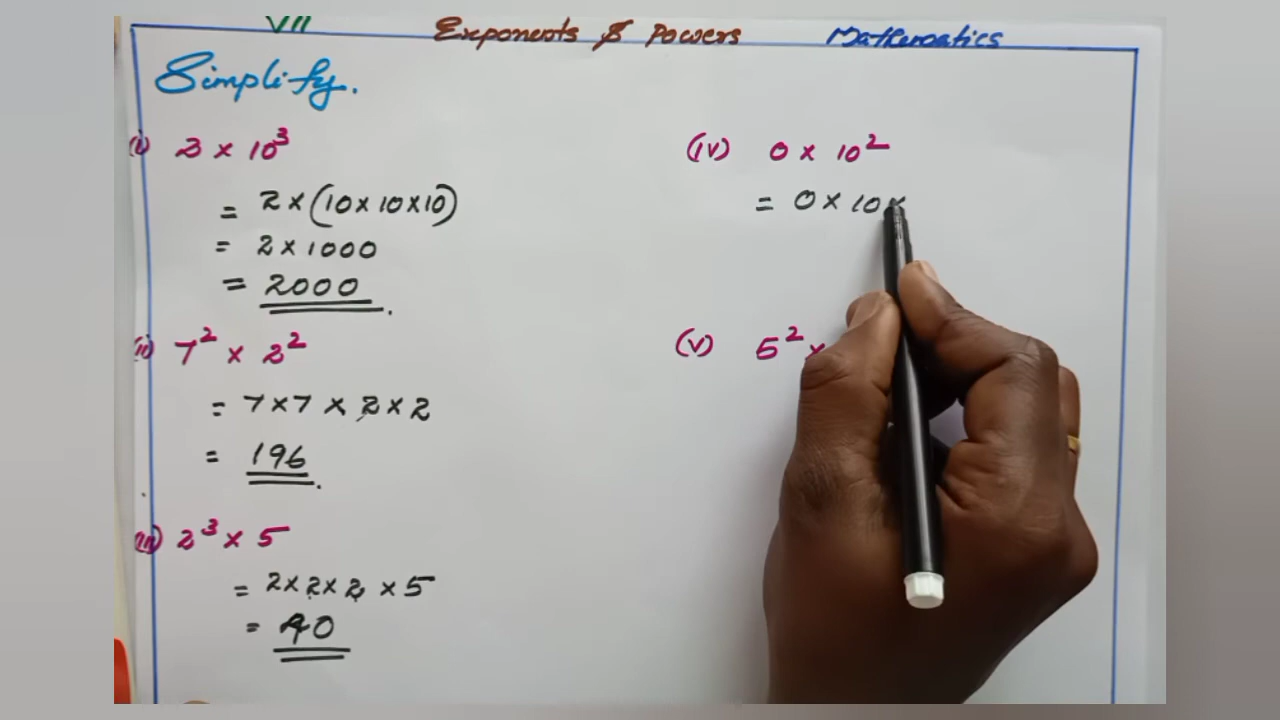 VII Exponents & Powers Mathematics
Simplify.
(i) 2 × 10³
= 2 × (10 × 10 × 10)
= 2 × 1000
= 2000.
(ii) 7² × 2²
= 7 × 7 × 2 × 2
= 196.
(iii) 2³ × 5
= 2 × 2 × 2 × 5
= 40
(iv) 0 × 10²
= 0 × 10 ×
(v) 5² ×